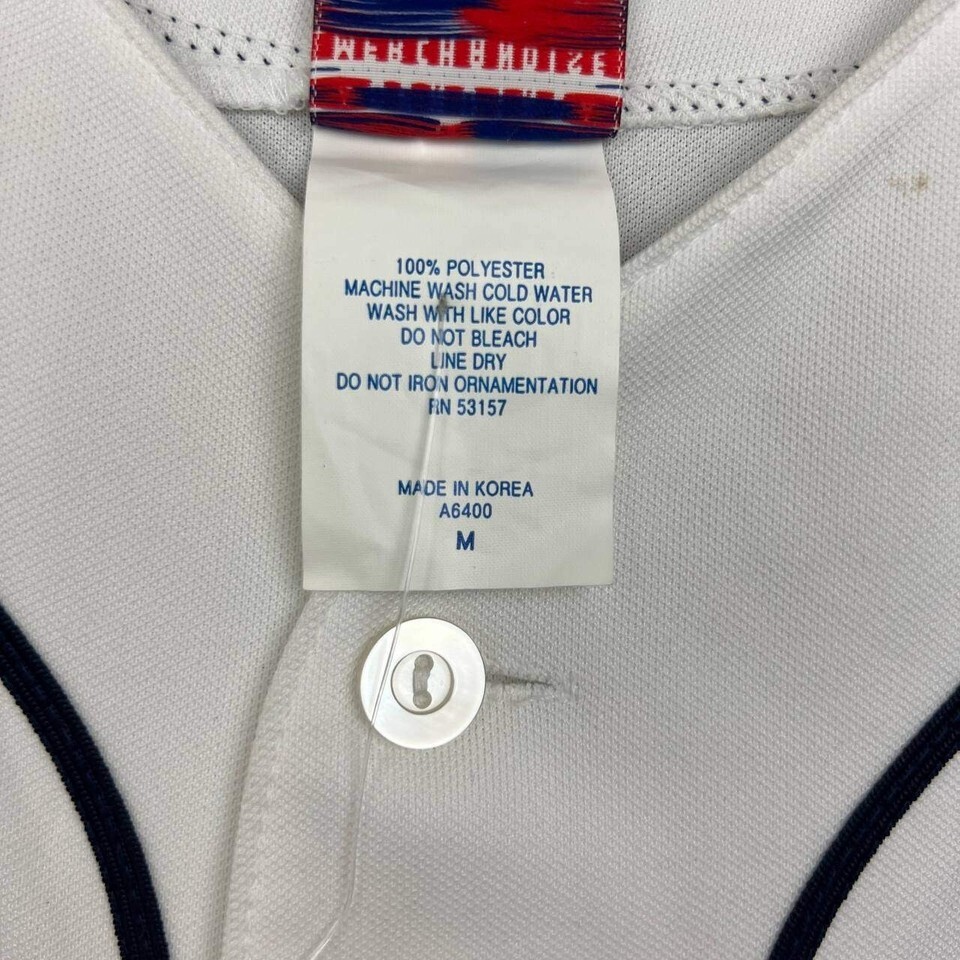 MERCHANDIZE
100% POLYESTER
MACHINE WASH COLD WATER
WASH WITH LIKE COLOR
DO NOT BLEACH
LINE DRY
DO NOT IRON ORNAMENTATION
RN 53157
MADE IN KOREA
A6400
M